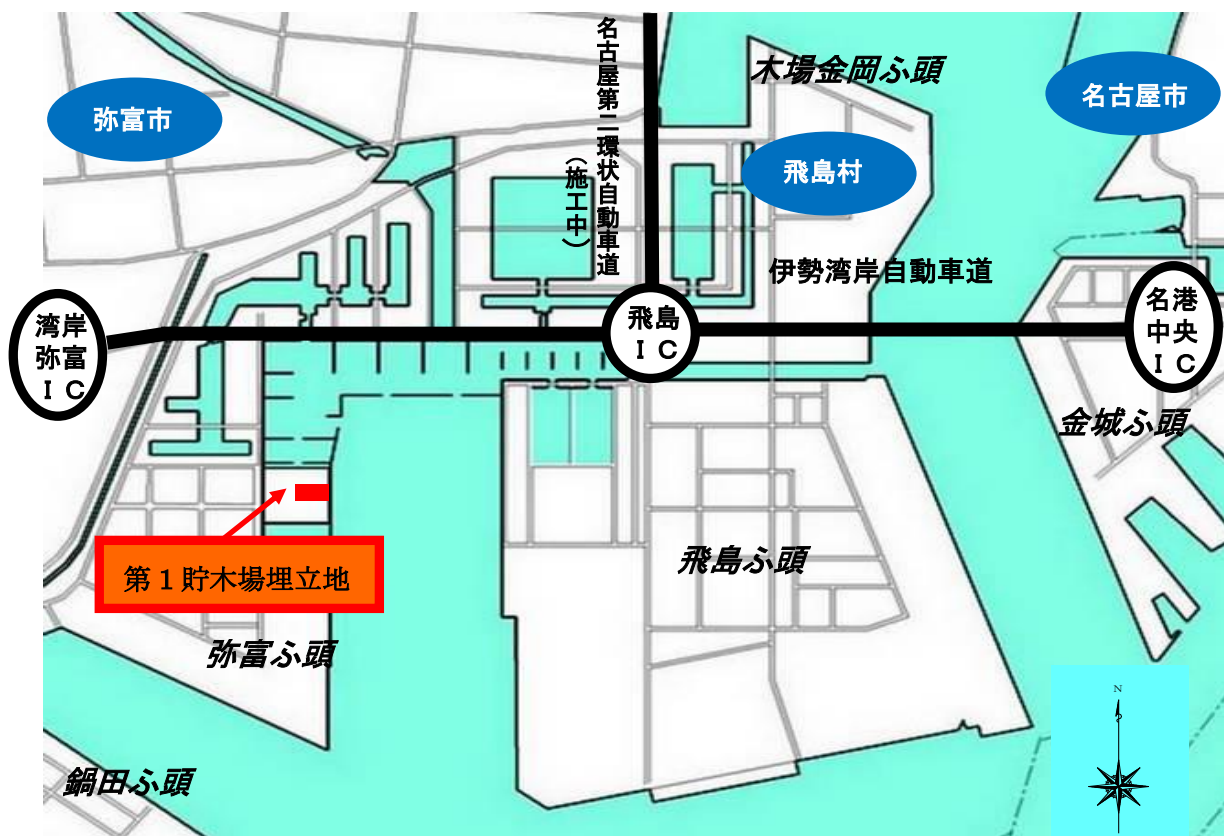 木場金岡ふ頭
名古屋第二環状自動車道
（施工中）
弥富市
名古屋市
飛島村
伊勢湾岸自動車道
湾岸
弥富
ＩＣ
飛島
ＩＣ
名港
中央
ＩＣ
金城ふ頭
第１貯木場埋立地
飛島ふ頭
弥富ふ頭
鍋田ふ頭
N